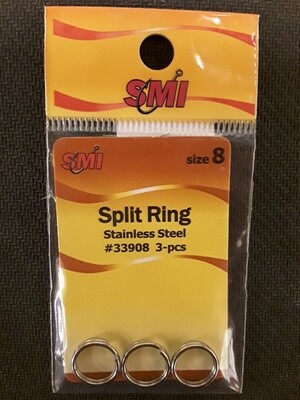 SMI
SMI
size 8
Split Ring
Stainless Steel
#33908 3-pcs